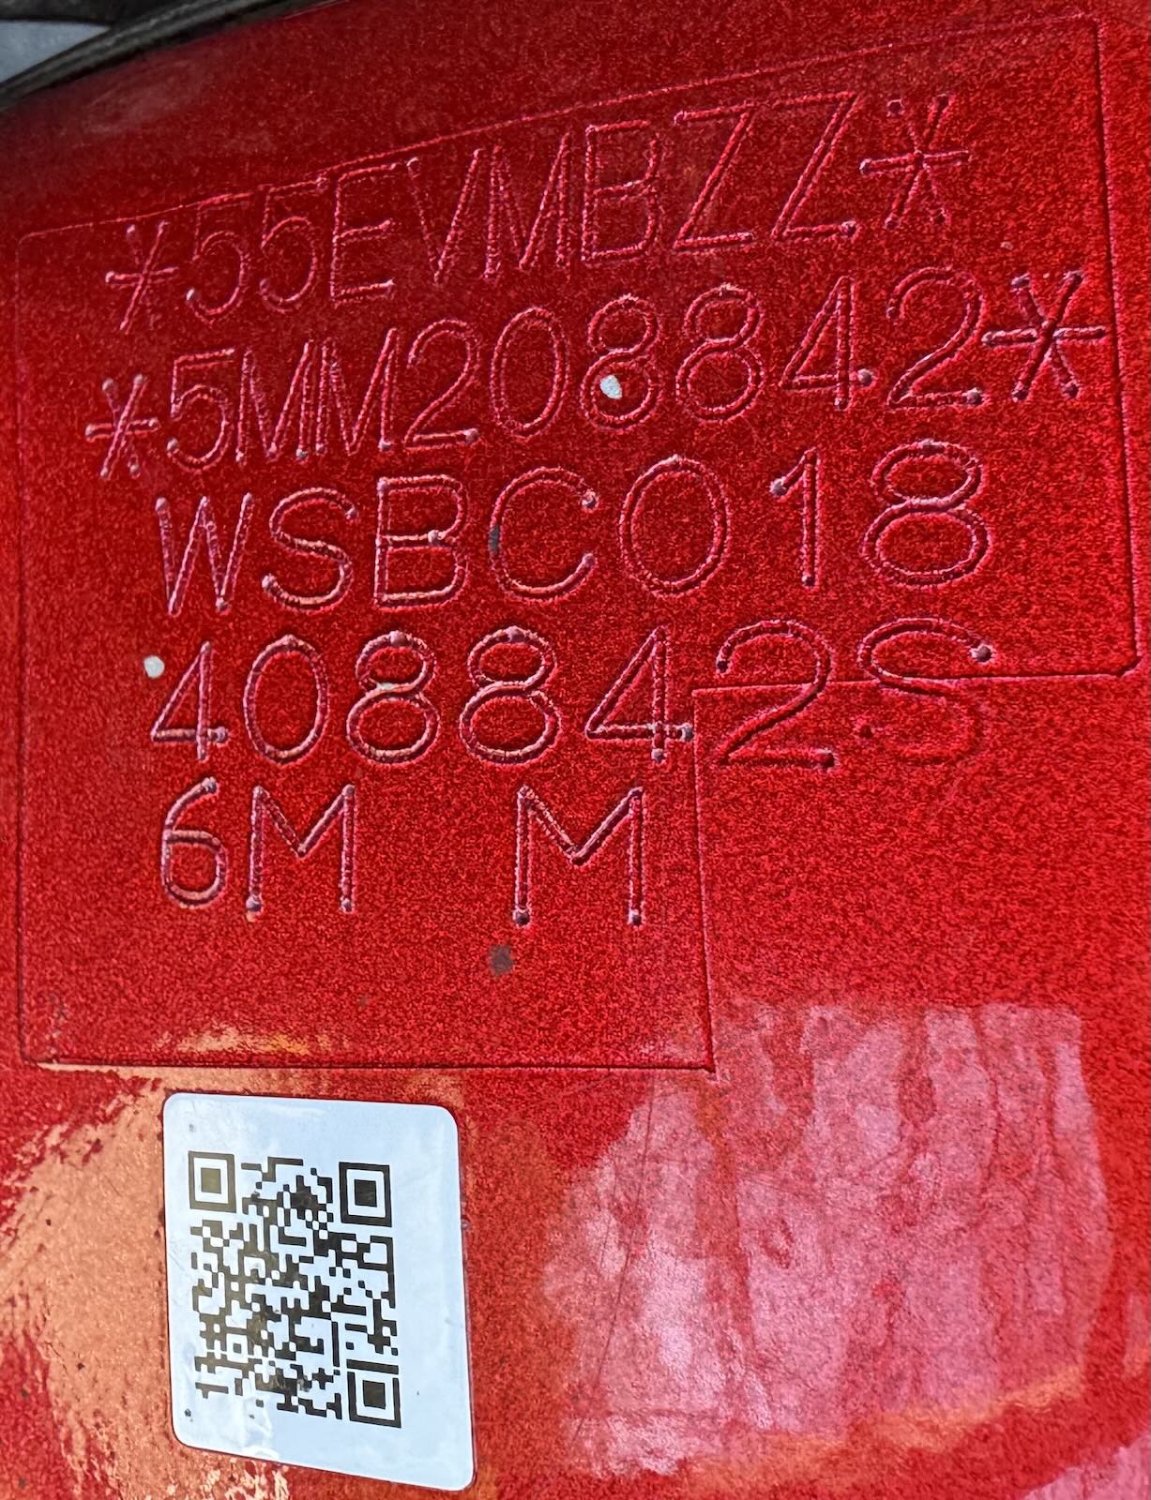 *55EVMBZZ*
*5MM208842*
WSBC018
408842S
6M M